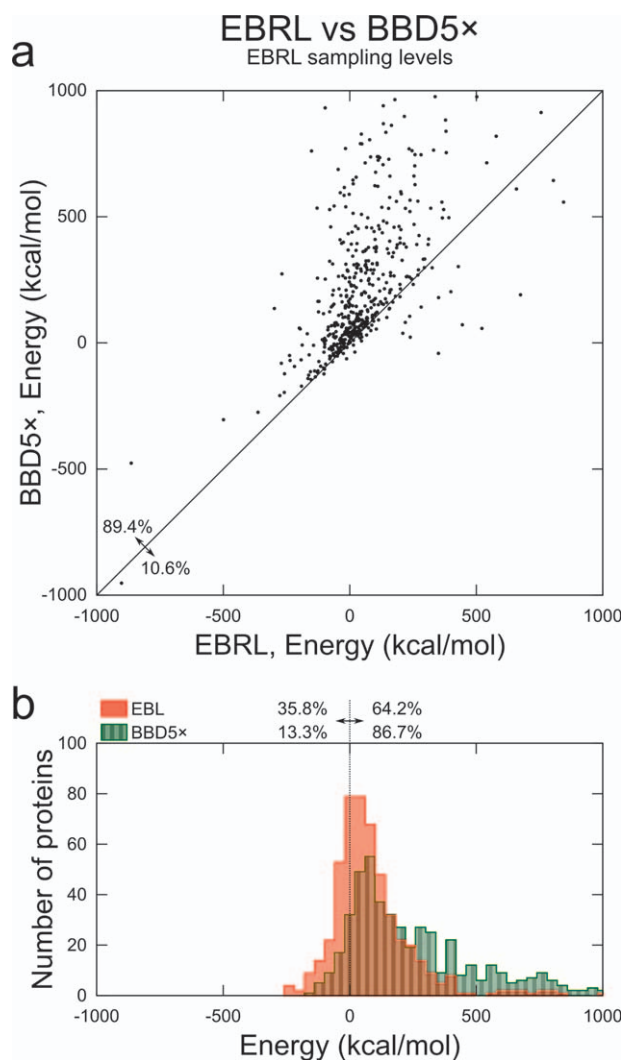 EBRL vs BBD5×
a
EBRL sampling levels
1000
500
0
-500
-1000
BBD5×, Energy (kcal/mol)
89.4%
10.6%
-1000 -500 0 500 1000
EBRL, Energy (kcal/mol)
b
EBL 35.8% 64.2%
BBD5× 13.3% 86.7%
100
80
60
40
20
0
Number of proteins
-1000 -500 0 500 1000
Energy (kcal/mol)